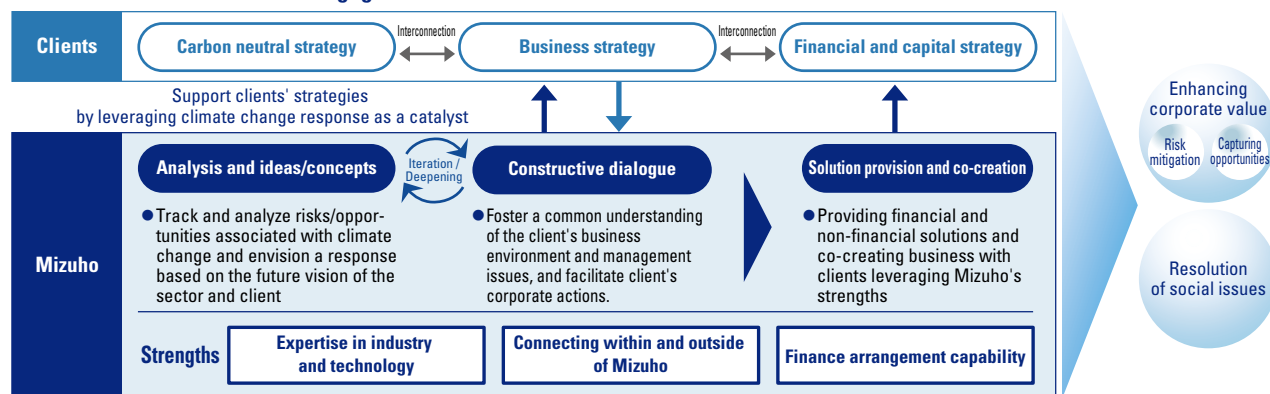 Clients
Carbon neutral strategy
Interconnection
Business strategy
Interconnection
Financial and capital strategy
Support clients' strategies
by leveraging climate change response as a catalyst
Mizuho
Analysis and ideas/concepts
Iteration /
Deepening
Constructive dialogue
Solution provision and co-creation
● Track and analyze risks/oppor-
tunities associated with climate
change and envision a response
based on the future vision of the
sector and client
● Foster a common understanding
of the client's business
environment and management
issues, and facilitate client's
corporate actions.
● Providing financial and
non-financial solutions and
co-creating business with
clients leveraging Mizuho's
strengths
Strengths
Expertise in industry
and technology
Connecting within and outside
of Mizuho
Finance arrangement capability
Enhancing
corporate value
Risk
mitigation
Capturing
opportunities
Resolution
of social issues